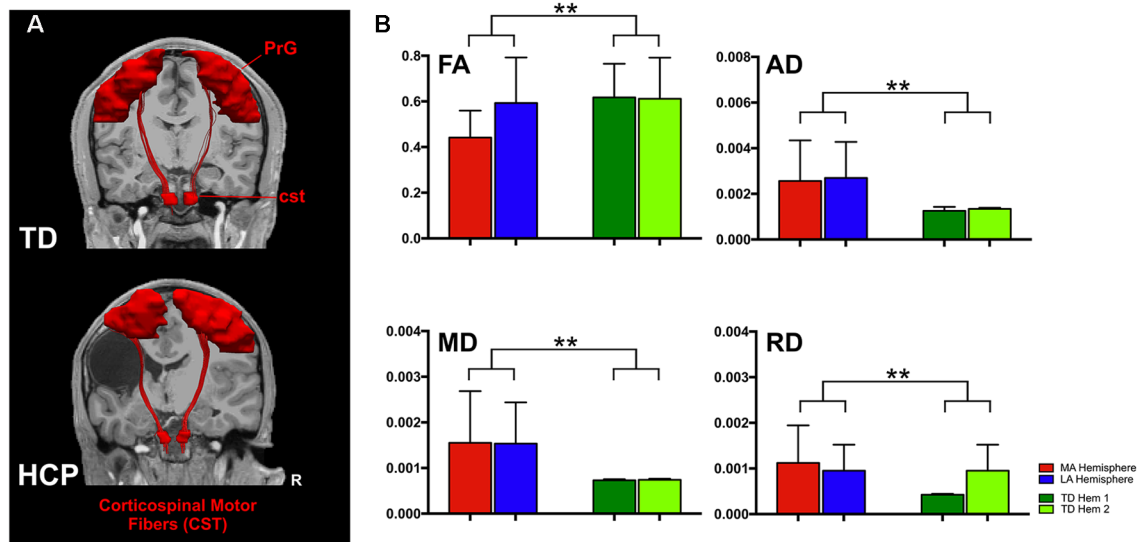 A
PrG
cst
TD
HCP
R
Corticospinal Motor
Fibers (CST)
B
**
FA
0.8
0.6
0.4
0.2
0.0
**
AD
0.008
0.006
0.004
0.002
0.000
**
MD
0.004
0.003
0.002
0.001
0.000
**
RD
0.004
0.003
0.002
0.001
0.000
MA Hemisphere
LA Hemisphere
TD Hem 1
TD Hem 2